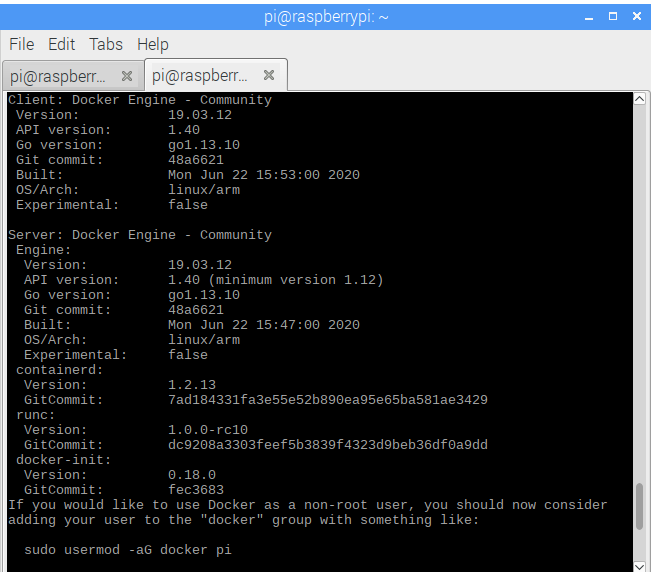 pi@raspberrypi: ~
File Edit Tabs Help
pi@raspberr... pi@raspberr...
Client: Docker Engine - Community
Version: 19.03.12
API version: 1.40
Go version: go1.13.10
Git commit: 48a6621
Built: Mon Jun 22 15:53:00 2020
OS/Arch: linux/arm
Experimental: false
Server: Docker Engine - Community
Engine:
Version: 19.03.12
API version: 1.40 (minimum version 1.12)
Go version: go1.13.10
Git commit: 48a6621
Built: Mon Jun 22 15:47:00 2020
OS/Arch: linux/arm
Experimental: false
containerd:
Version: 1.2.13
GitCommit: 7ad184331fa3e55e52b890ea95e65ba581ae3429
runc:
Version: 1.0.0-rc10
GitCommit: dc9208a3303feef5b3839f4323d9beb36df0a9dd
docker-init:
Version: 0.18.0
GitCommit: fec3683
If you would like to use Docker as a non-root user, you should now consider
adding your user to the "docker" group with something like:
sudo usermod -aG docker pi